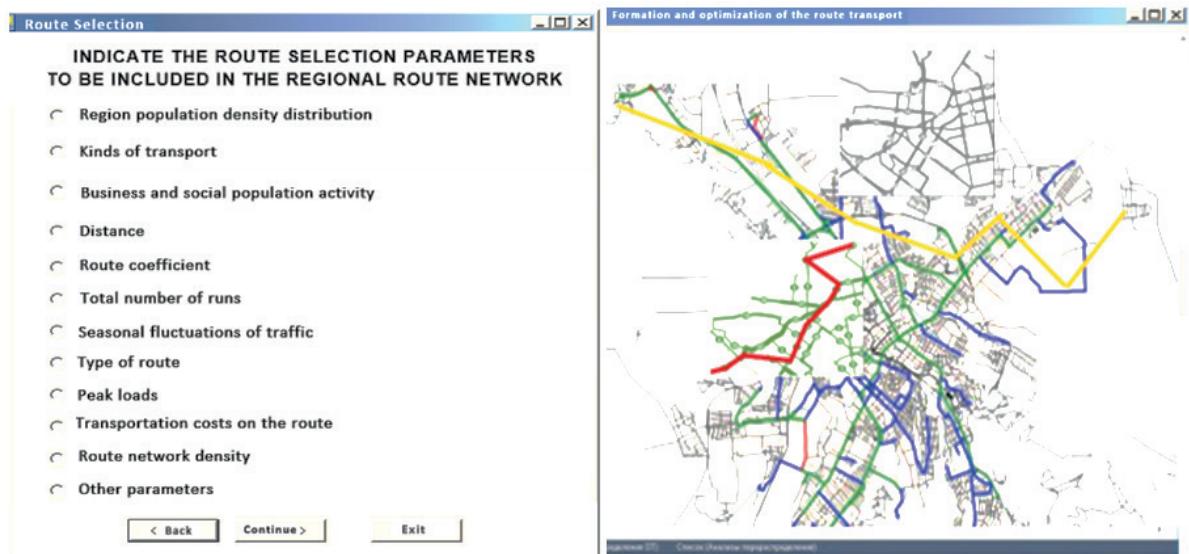 Route Selection
INDICATE THE ROUTE SELECTION PARAMETERS
TO BE INCLUDED IN THE REGIONAL ROUTE NETWORK
Region population density distribution
Kinds of transport
Business and social population activity
Distance
Route coefficient
Total number of runs
Seasonal fluctuations of traffic
Type of route
Peak loads
Transportation costs on the route
Route network density
Other parameters
< Back
Continue >
Exit
Formation and optimization of the route transport